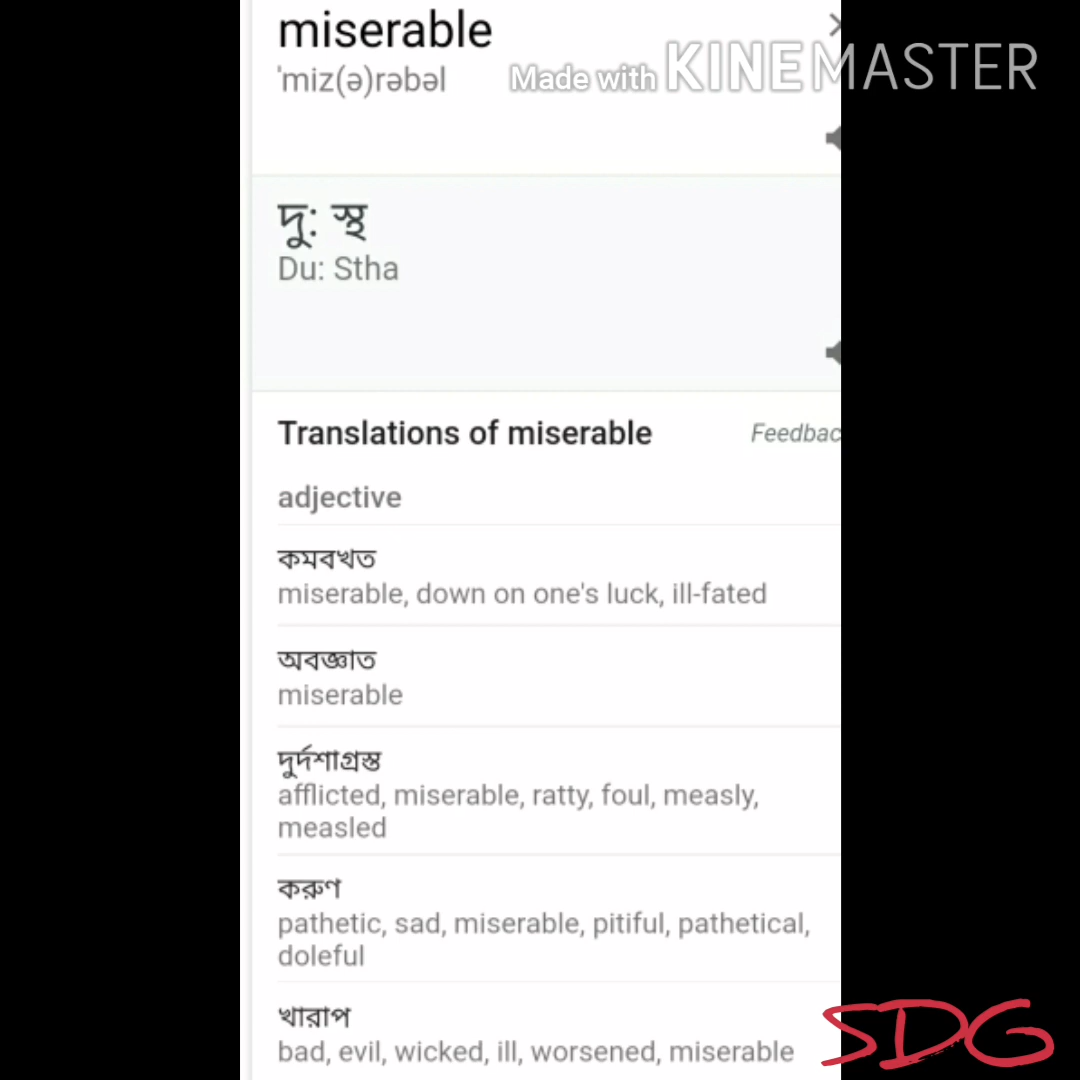 miserable
ˈmiz(ə)rəbəl
Made with KINEMASTER
দু: স্থ
Du: Stha
Translations of miserable
Feedbac
adjective
কমবখত
miserable, down on one's luck, ill-fated
অবজ্ঞাত
miserable
দুর্দশাগ্রস্ত
afflicted, miserable, ratty, foul, measly,
measled
করুণ
pathetic, sad, miserable, pitiful, pathetical,
doleful
খারাপ
bad, evil, wicked, ill, worsened, miserable
SDG